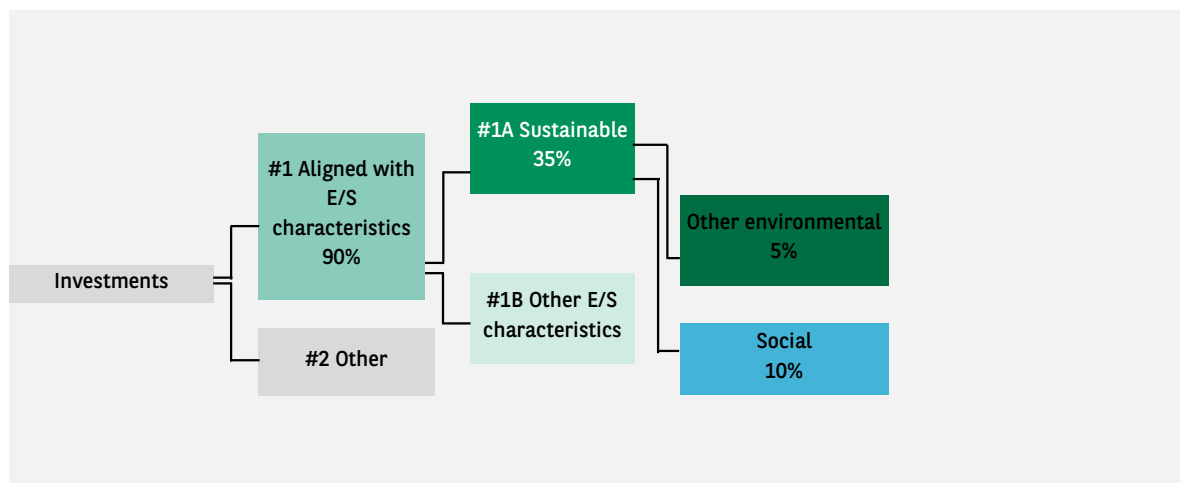 Investments
#1 Aligned with
E/S
characteristics
90%
#2 Other
#1A Sustainable
35%
#1B Other E/S
characteristics
Other environmental
5%
Social
10%